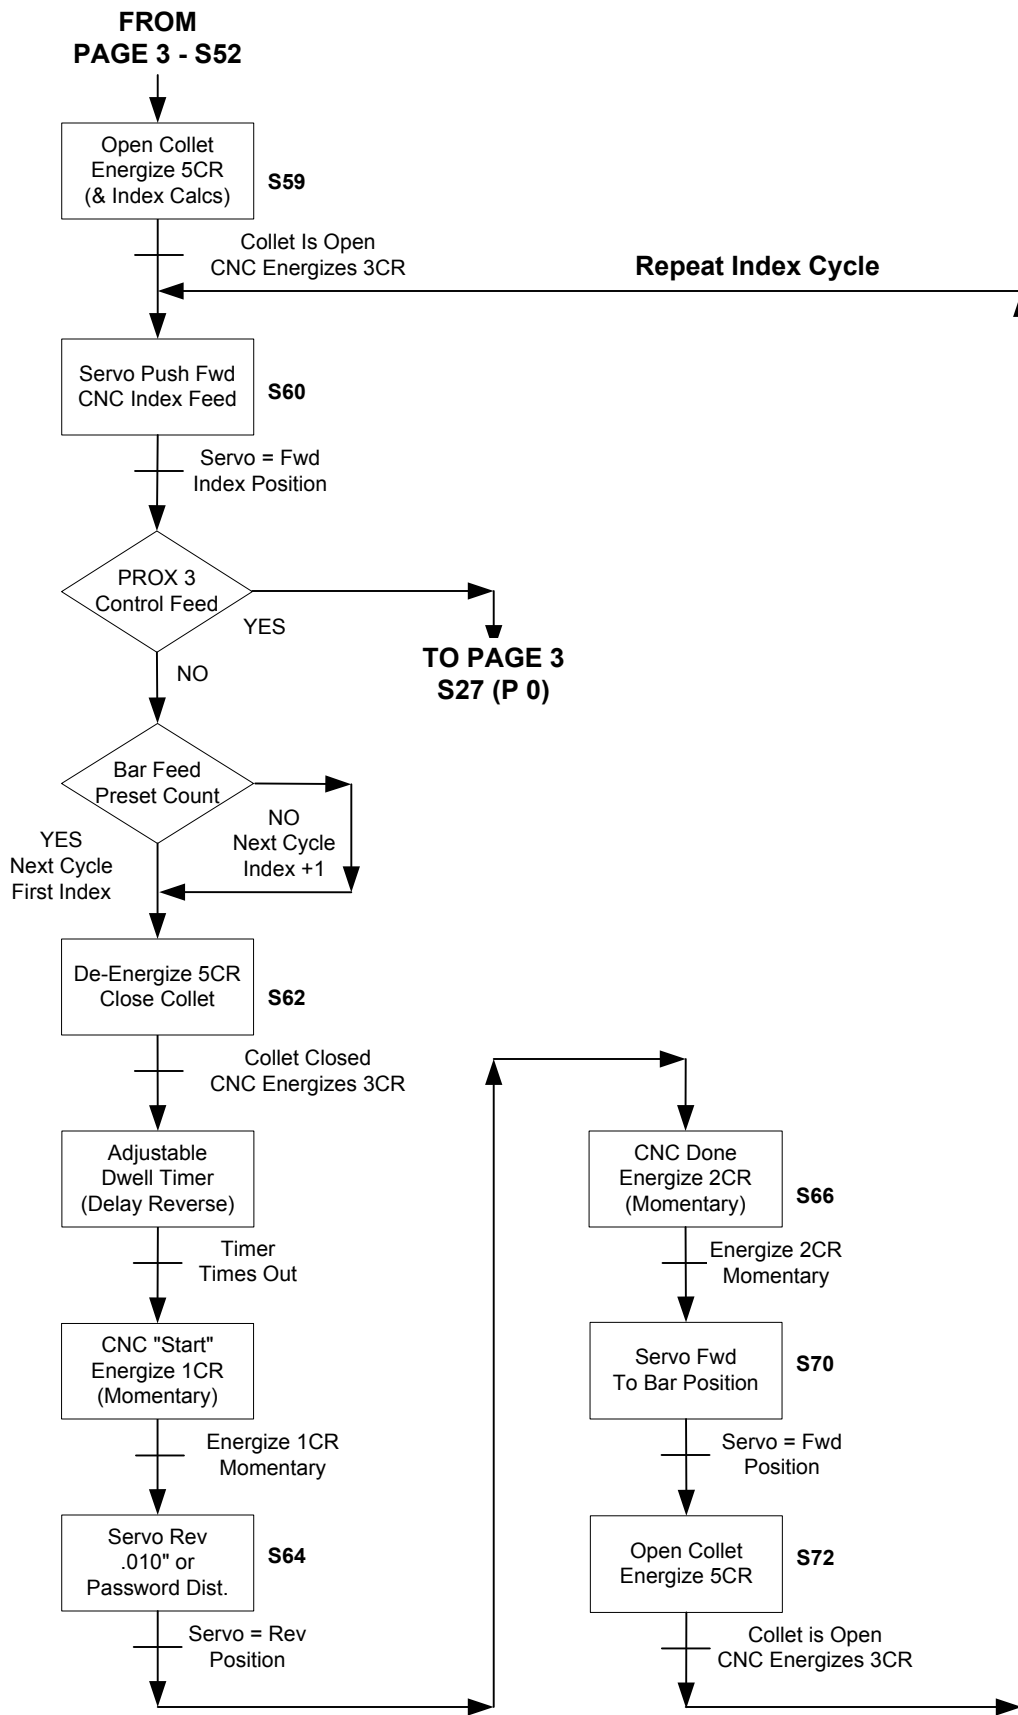 FROM
PAGE 3 - S52
Open Collet
Energize 5CR
(& Index Calcs)
S59
Collet Is Open
CNC Energizes 3CR
Repeat Index Cycle
Servo Push Fwd
CNC Index Feed
S60
Servo = Fwd
Index Position
PROX 3
Control Feed
YES
NO
TO PAGE 3
S27 (P 0)
Bar Feed
Preset Count
YES
Next Cycle
First Index
NO
Next Cycle
Index +1
De-Energize 5CR
Close Collet
S62
Collet Closed
CNC Energizes 3CR
Adjustable
Dwell Timer
(Delay Reverse)
Timer
Times Out
CNC "Start"
Energize 1CR
(Momentary)
Energize 1CR
Momentary
Servo Rev
.010" or
Password Dist.
S64
Servo = Rev
Position
CNC Done
Energize 2CR
(Momentary)
S66
Energize 2CR
Momentary
Servo Fwd
To Bar Position
S70
Servo = Fwd
Position
Open Collet
Energize 5CR
S72
Collet is Open
CNC Energizes 3CR